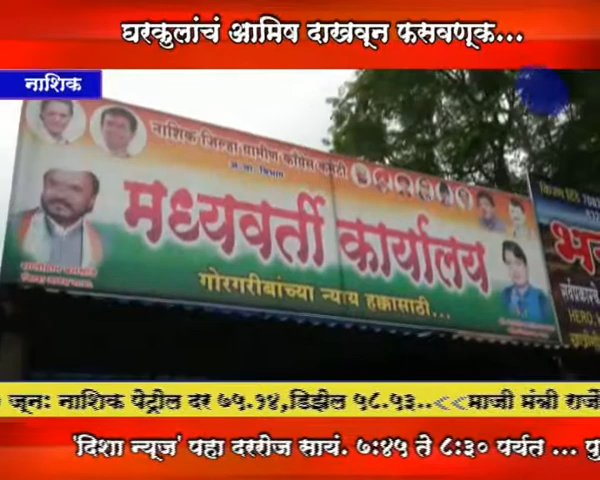 घरकुलांचं आमिष दाखवून फसवणूक...
नाशिक
नाशिक जिल्हा ग्रामीण काँग्रेस कमेटी
मध्यवर्ती कार्यालय
गोरगरीबांच्या न्याय हक्कासाठी...
HERO
जून: नाशिक पेट्रोल दर ७५.१४,डिझेल ५८.५३..<<माजी मंत्री राजें
'दिशा न्यूज' पहा दररोज सायं. ७:४५ ते ८:३० पर्यंत ... पु